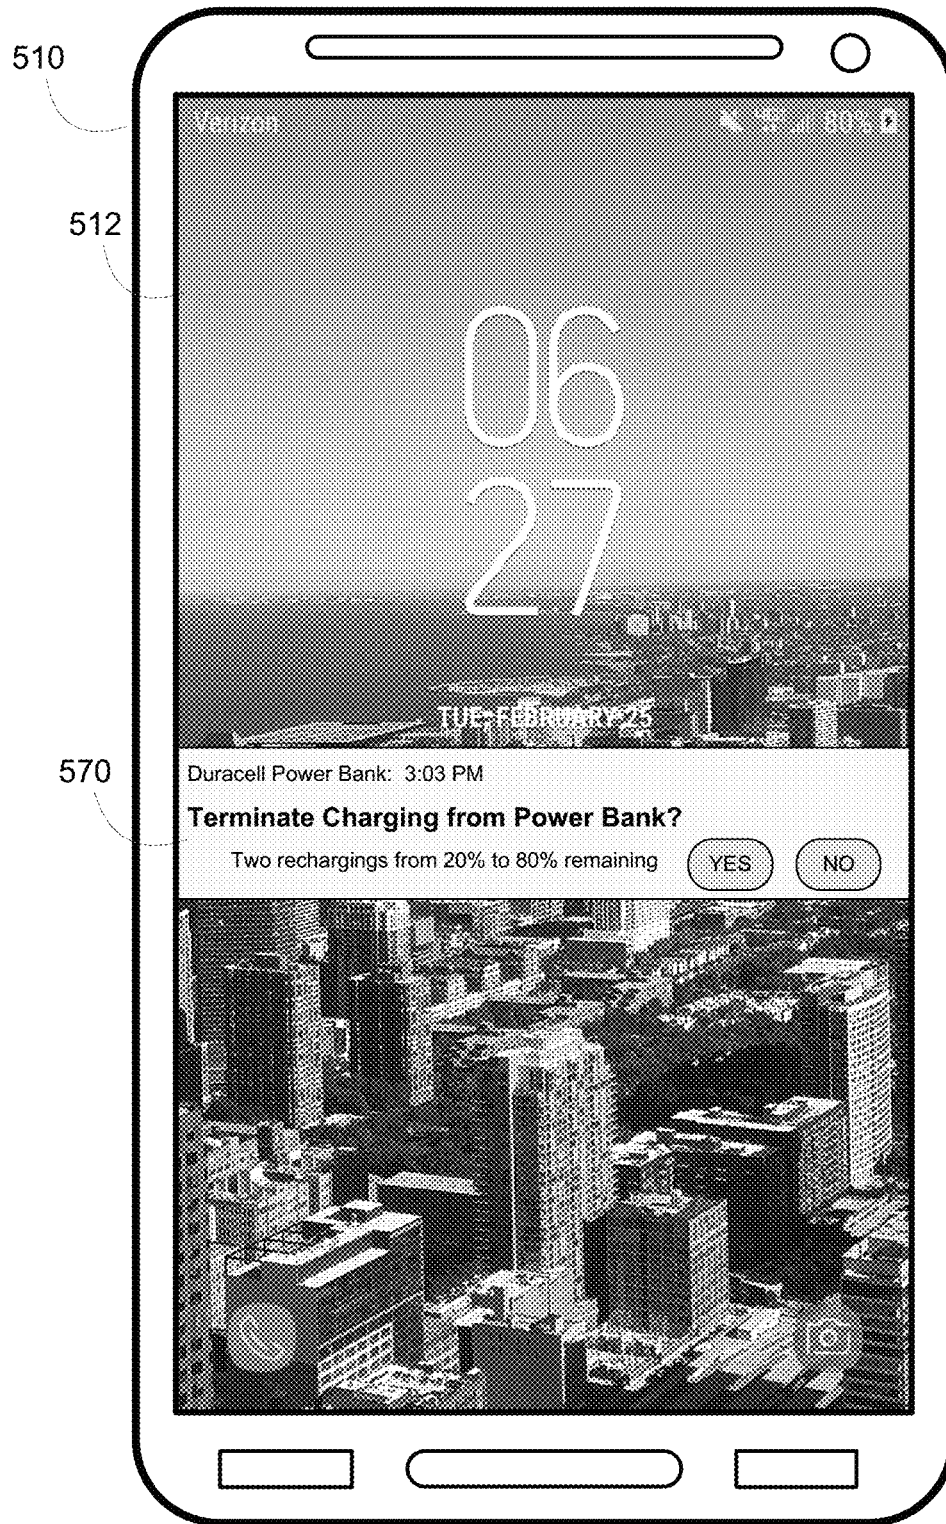 510
Verizon 80%
512
06
27
TUE, FEBRUARY 25
570
Duracell Power Bank: 3:03 PM
Terminate Charging from Power Bank?
Two rechargings from 20% to 80% remaining YES NO